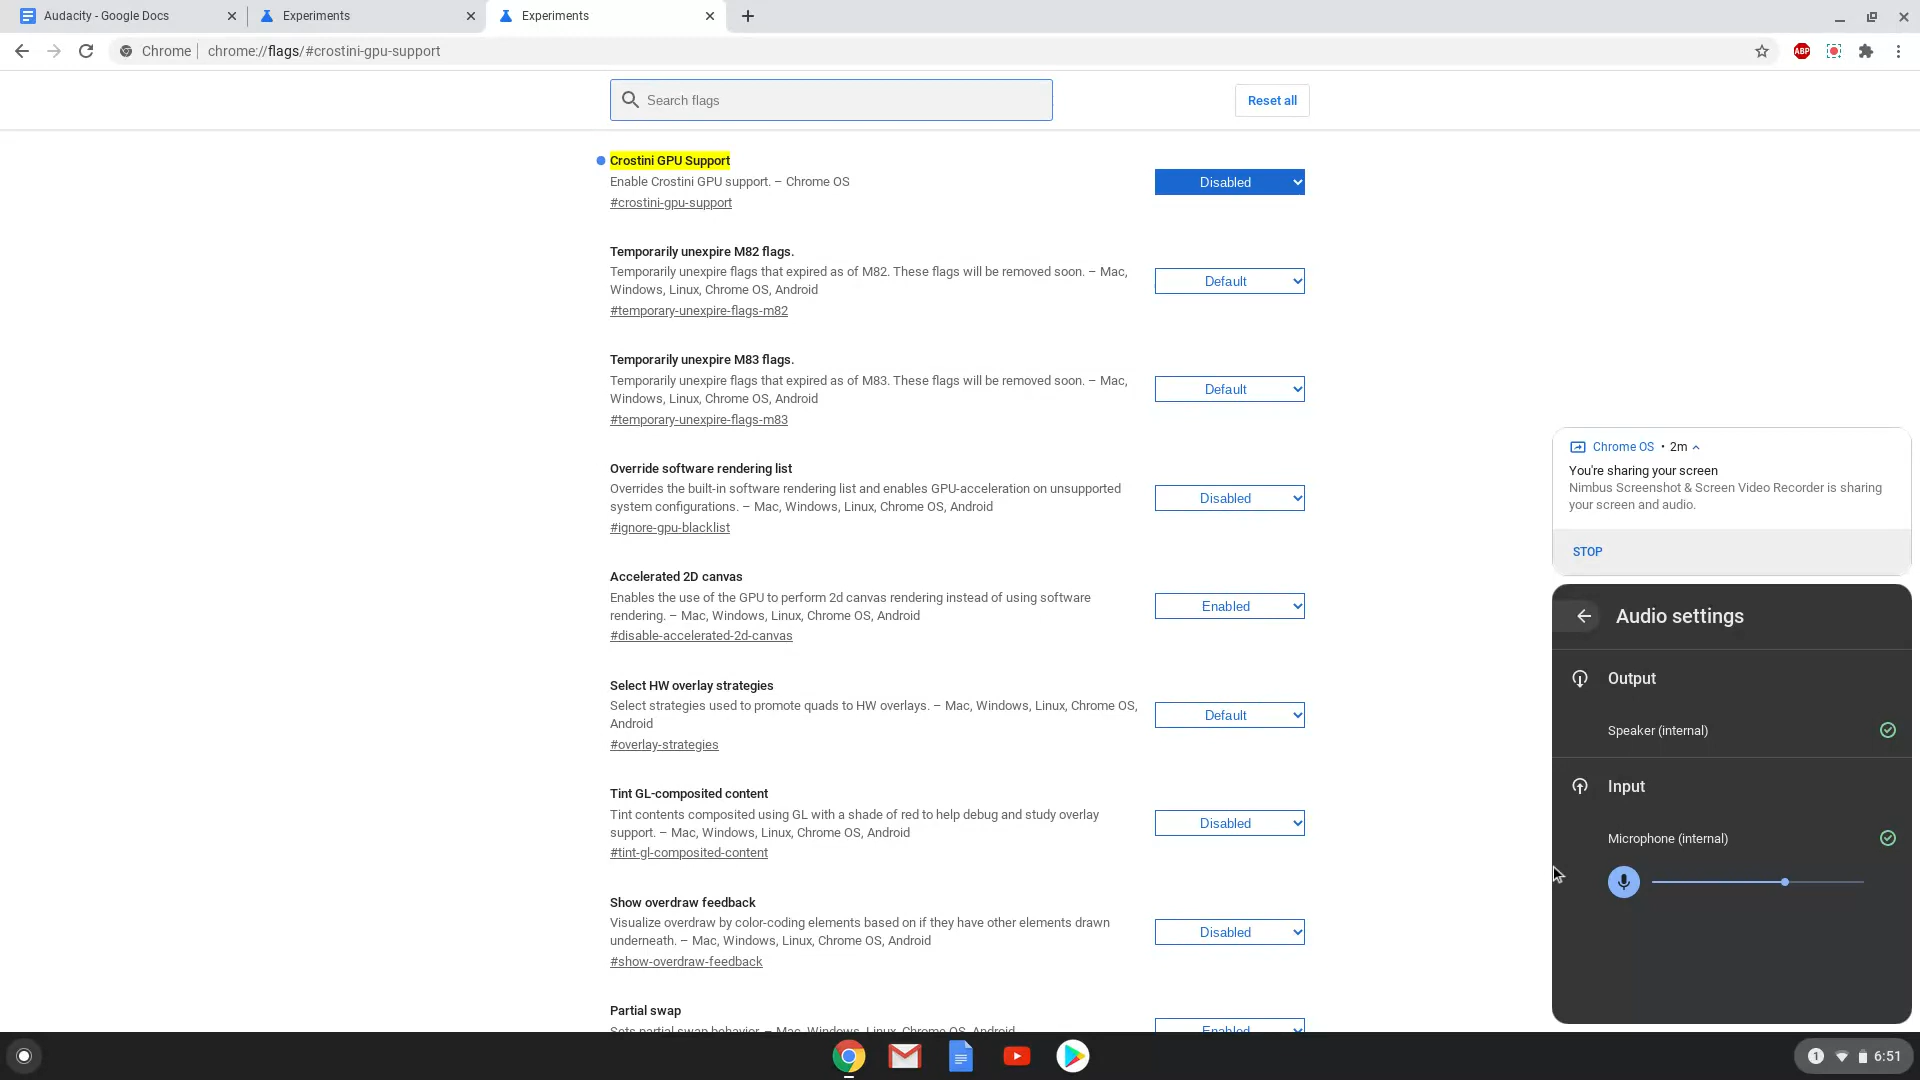 Audacity - Google Docs
Experiments
Experiments
Chrome
chrome://flags/#crostini-gpu-support
ABP
Search flags
Reset all
Crostini GPU Support
Enable Crostini GPU support. – Chrome OS
#crostini-gpu-support
Disabled
Temporarily unexpire M82 flags.
Temporarily unexpire flags that expired as of M82. These flags will be removed soon. – Mac,
Windows, Linux, Chrome OS, Android
#temporary-unexpire-flags-m82
Default
Temporarily unexpire M83 flags.
Temporarily unexpire flags that expired as of M83. These flags will be removed soon. – Mac,
Windows, Linux, Chrome OS, Android
#temporary-unexpire-flags-m83
Default
Override software rendering list
Overrides the built-in software rendering list and enables GPU-acceleration on unsupported
system configurations. – Mac, Windows, Linux, Chrome OS, Android
#ignore-gpu-blacklist
Disabled
Accelerated 2D canvas
Enables the use of the GPU to perform 2d canvas rendering instead of using software
rendering. – Mac, Windows, Linux, Chrome OS, Android
#disable-accelerated-2d-canvas
Enabled
Select HW overlay strategies
Select strategies used to promote quads to HW overlays. – Mac, Windows, Linux, Chrome OS,
Android
#overlay-strategies
Default
Tint GL-composited content
Tint contents composited using GL with a shade of red to help debug and study overlay
support. – Mac, Windows, Linux, Chrome OS, Android
#tint-gl-composited-content
Disabled
Show overdraw feedback
Visualize overdraw by color-coding elements based on if they have other elements drawn
underneath. – Mac, Windows, Linux, Chrome OS, Android
#show-overdraw-feedback
Disabled
Partial swap
Sets partial swap behavior. – Mac, Windows, Linux, Chrome OS, Android
Enabled
Chrome OS • 2m
You're sharing your screen
Nimbus Screenshot & Screen Video Recorder is sharing
your screen and audio.
STOP
Audio settings
Output
Speaker (internal)
Input
Microphone (internal)
1
6:51